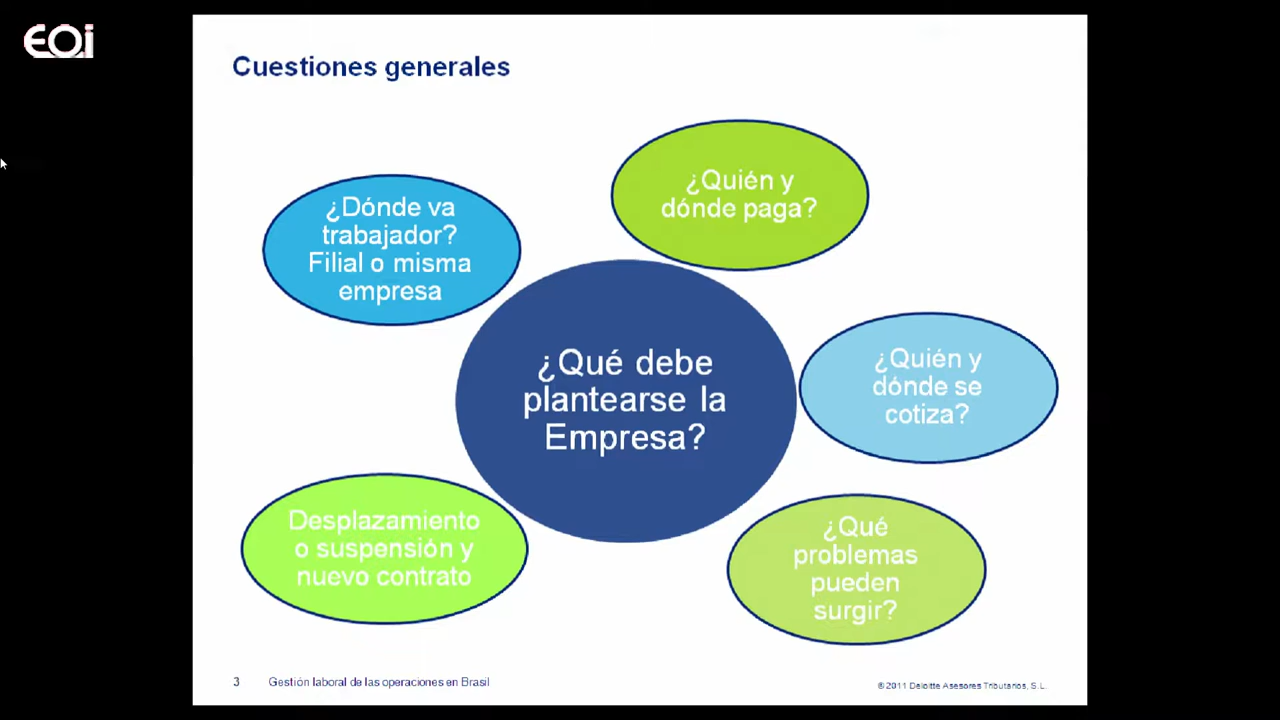 EOi
Cuestiones generales
¿Quién y
dónde paga?
¿Dónde va
trabajador?
Filial o misma
empresa
¿Qué debe
plantearse la
Empresa?
¿Quién y
dónde se
cotiza?
Desplazamiento
o suspensión y
nuevo contrato
¿Qué
problemas
pueden
surgir?
3 Gestión laboral de las operaciones en Brasil
© 2011 Deloitte Asesores Tributarios, S.L.